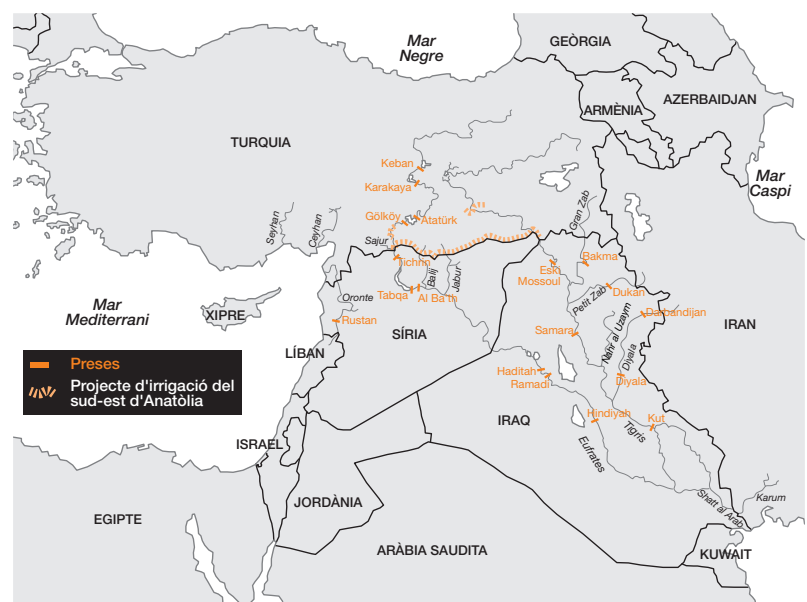 Mar
Negre
GEÒRGIA
ARMÈNIA
AZERBAIDJAN
Mar
Caspi
TURQUIA
Keban
Karakaya
Gölköy
Atatürk
Seyhan
Ceyhan
Sajur
Gran Zab
Tichrin
Balij
Jabur
Tabqa
Al Ba'th
Eski
Mossoul
Bakma
Petit Zab
Dukan
Darbandijan
Mar
Mediterrani
XIPRE
Oronte
Rustan
SÍRIA
LÍBAN
Samara
Nahr al Uzaym
Diyala
Diyala
IRAN
Preses
Projecte d'irrigació del
sud-est d'Anatòlia
Haditah
Ramadi
IRAQ
Hindiyah
Kut
Tigris
Eufrates
ISRAEL
JORDÀNIA
Shatt al Arab
Karum
EGIPTE
ARÀBIA SAUDITA
KUWAIT